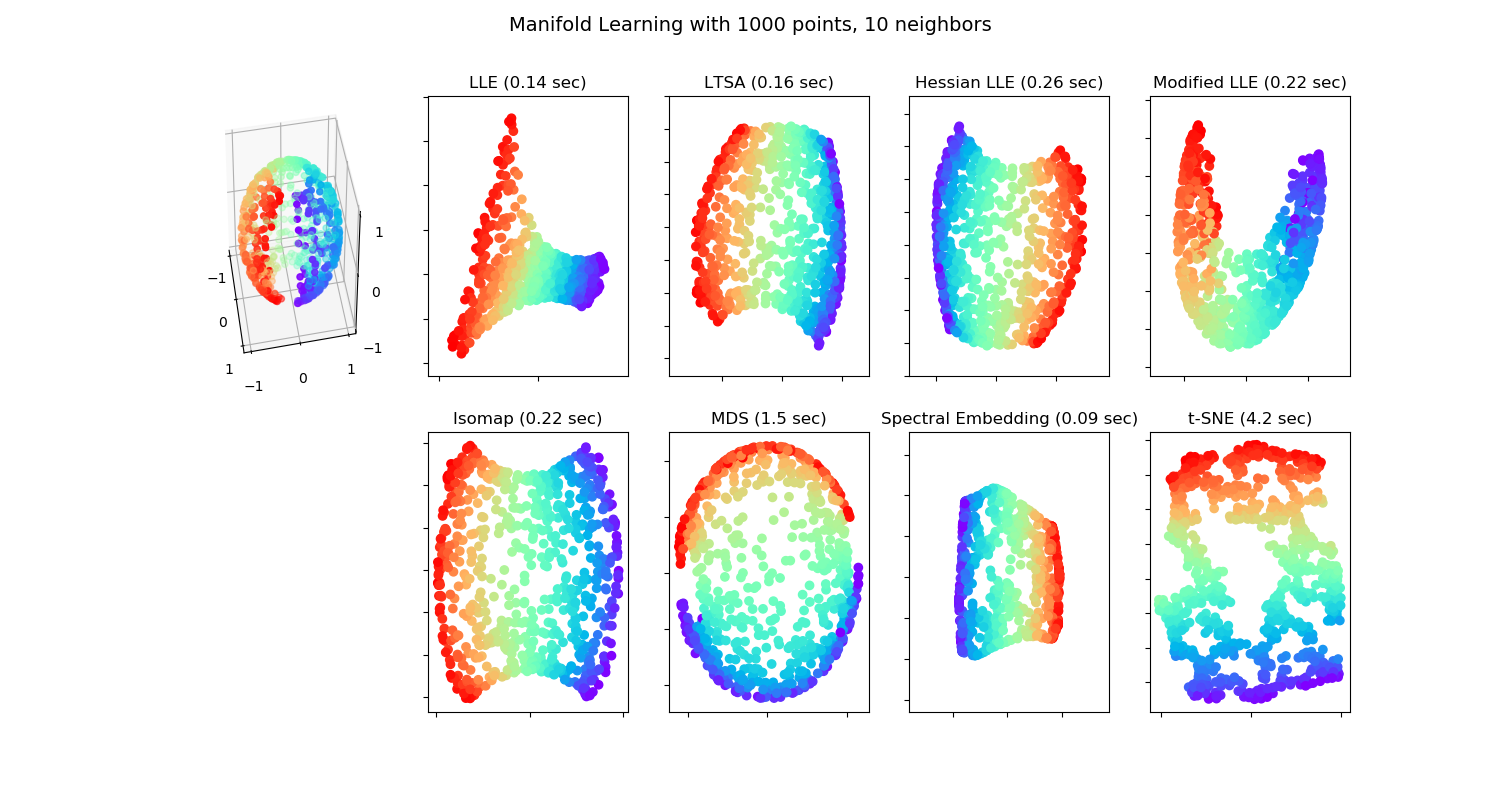 Manifold Learning with 1000 points, 10 neighbors
LLE (0.14 sec)
LTSA (0.16 sec)
Hessian LLE (0.26 sec)
Modified LLE (0.22 sec)
−1
0
1
−1
0
1
1
0
−1
Isomap (0.22 sec)
MDS (1.5 sec)
Spectral Embedding (0.09 sec)
t-SNE (4.2 sec)